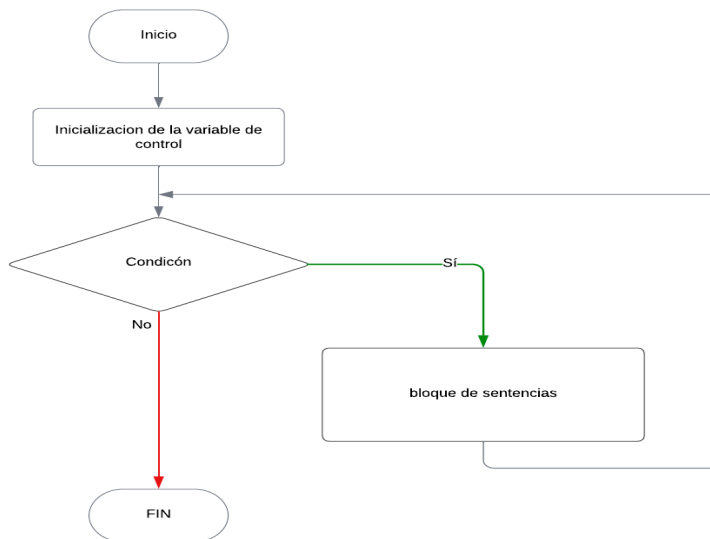 Inicio
Inicializacion de la variable de
control
Condicón
Sí
No
bloque de sentencias
FIN